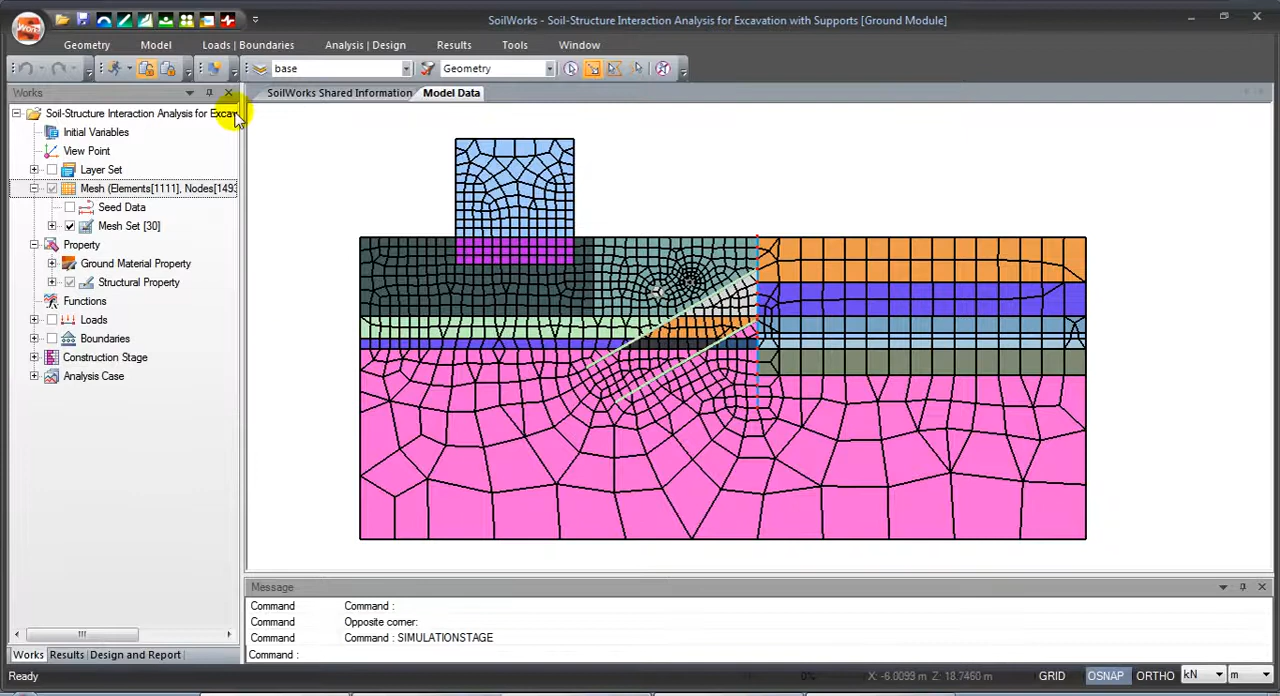 SoilWorks - Soil-Structure Interaction Analysis for Excavation with Supports [Ground Module]
Geometry Model Loads | Boundaries Analysis | Design Results Tools Window
base Geometry
Works
SoilWorks Shared Information Model Data
Soil-Structure Interaction Analysis for Excav
Initial Variables
View Point
Layer Set
Mesh (Elements[1111], Nodes[1493
Seed Data
Mesh Set [30]
Property
Ground Material Property
Structural Property
Functions
Loads
Boundaries
Construction Stage
Analysis Case
Works Results Design and Report
Message
Command Command :
Command Opposite corner:
Command Command : SIMULATIONSTAGE
Command :
Ready 0% X: -6.0099 m Z: 18.7460 m GRID OSNAP ORTHO kN m